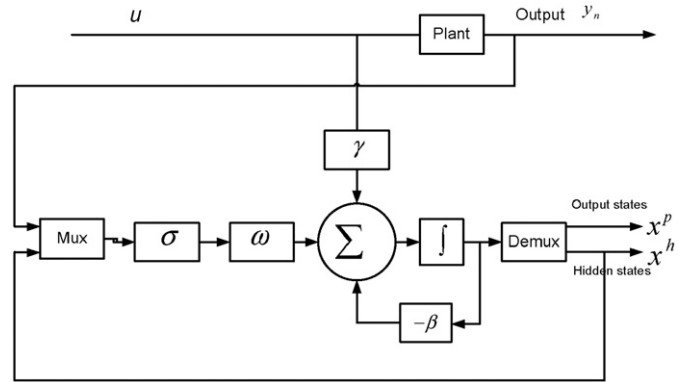 u
Output yₙ
Plant
γ
Mux
σ
ω
Σ
∫
Demux
Output states
xᵖ
xʰ
Hidden states
-β